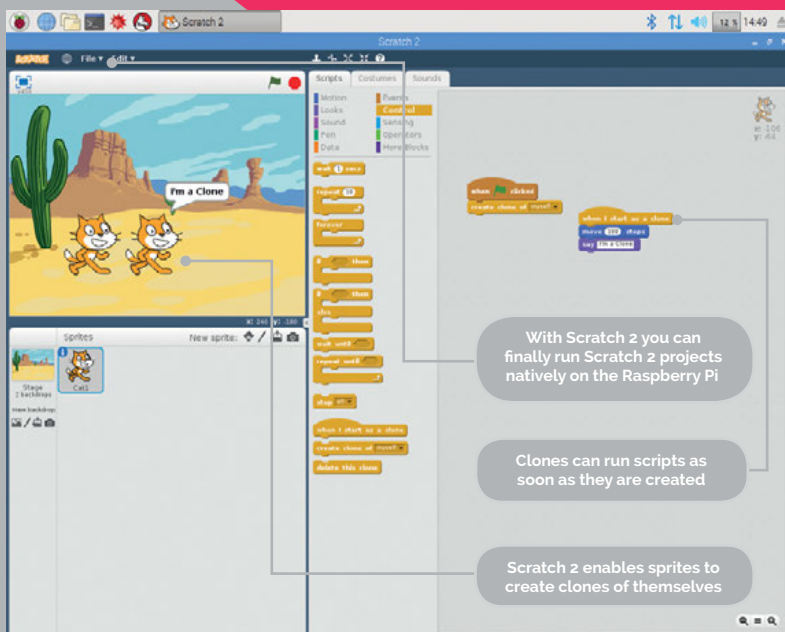 Scratch 2
12 %
14:49
Scratch 2
SCRATCH
File
Edit
Scripts
Costumes
Sounds
Motion
Events
Looks
Control
Sound
Sensing
Pen
Operators
Data
More Blocks
I'm a Clone
wait 1 secs
repeat 10
forever
if then
if then
else
wait until
repeat until
stop all
when I start as a clone
create clone of myself
delete this clone
when clicked
create clone of myself
when I start as a clone
move 100 steps
say I'm a Clone
X: 240 Y: -180
Sprites
New sprite:
Stage
2 backdrops
New backdrop:
Cat1
With Scratch 2 you can
finally run Scratch 2 projects
natively on the Raspberry Pi
Clones can run scripts as
soon as they are created
Scratch 2 enables sprites to
create clones of themselves